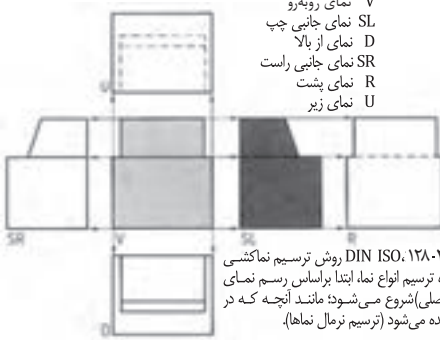 V نمای روبه‌رو
SL نمای جانبی چپ
D نمای از بالا
SR نمای جانبی راست
R نمای پشت
U نمای زیر
U
SR
V
SL
R
D
DIN ISO، ۱۲۸-۳ روش ترسیم نماکشی
ترسیم انواع نما، ابتدا براساس رسم نمای
صلی) شروع می‌شود؛ مانند آنچه که در
ده می‌شود (ترسیم نرمال نماها).